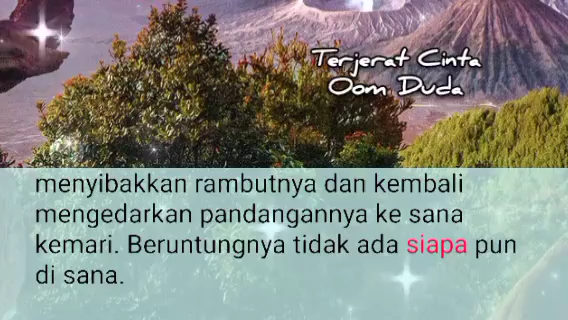 Terjerat Cinta
Oom Duda
menyibakkan rambutnya dan kembali
mengedarkan pandangannya ke sana
kemari. Beruntungnya tidak ada siapa pun
di sana.